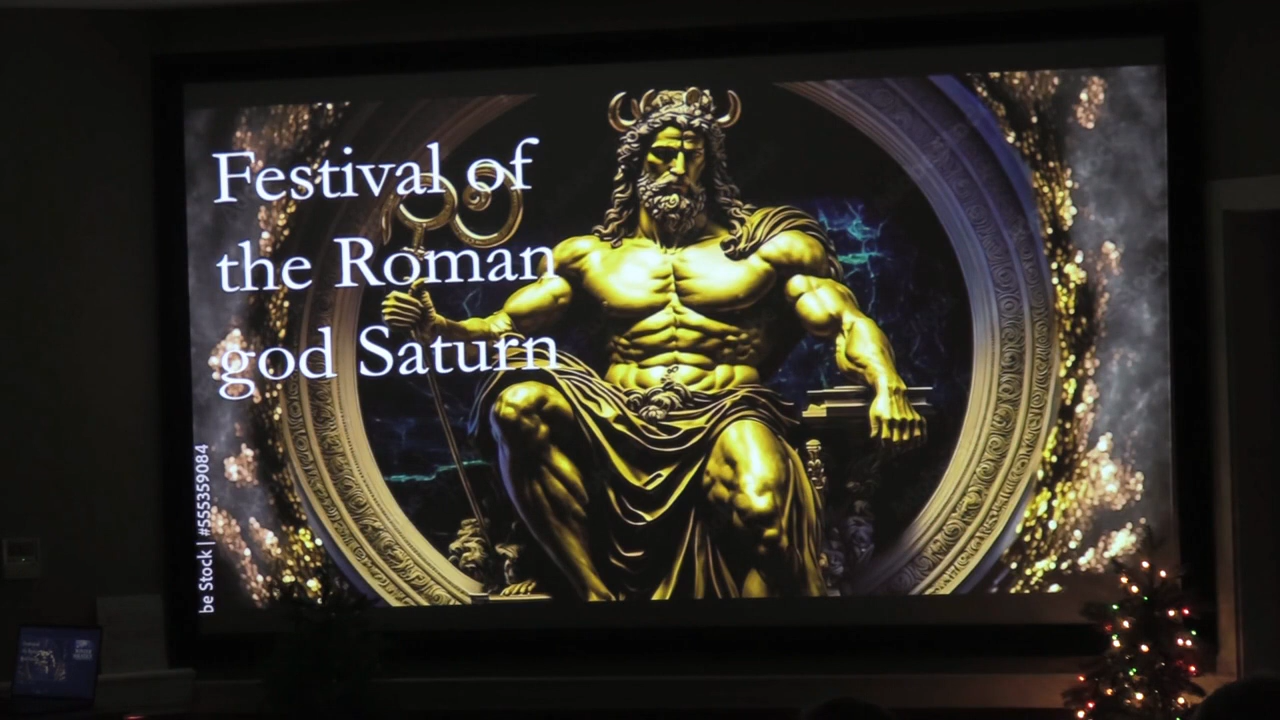 Festival of
the Roman
god Saturn
be Stock | #555359084